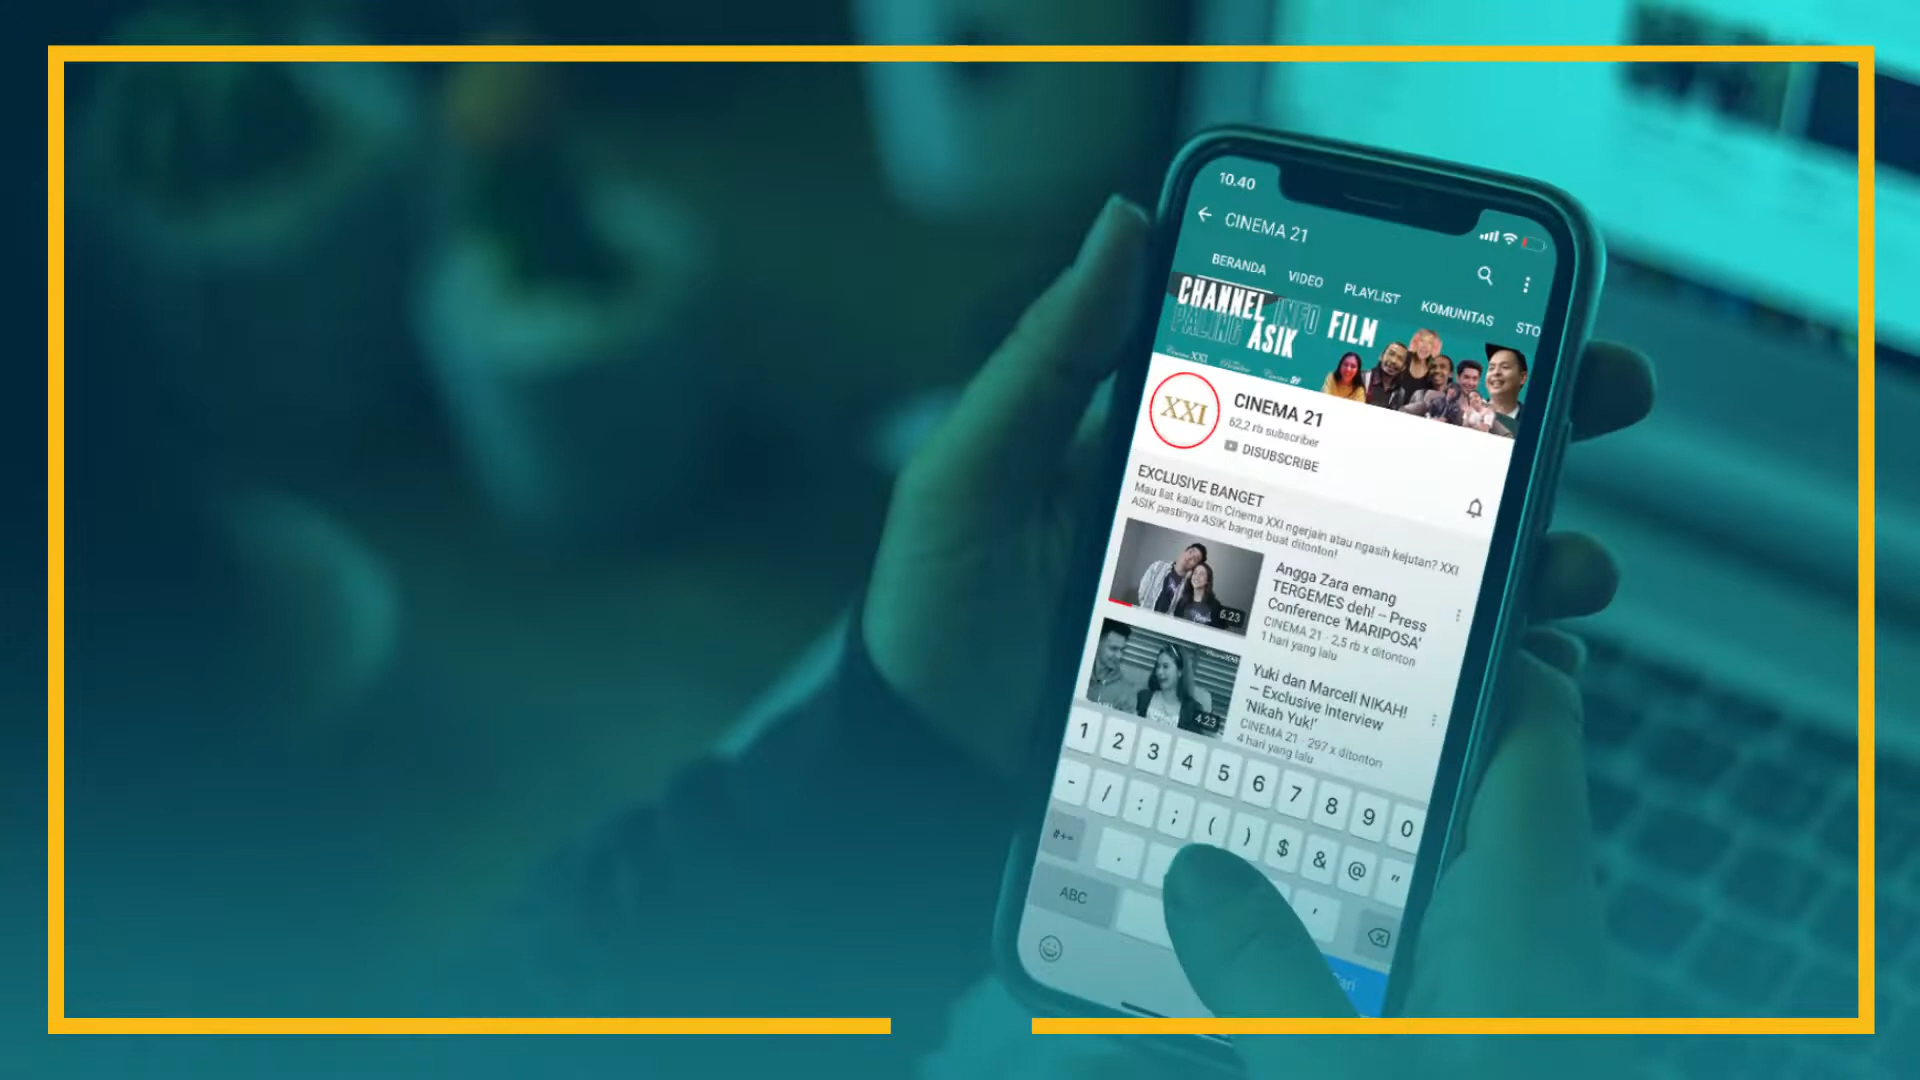 10.40
CINEMA 21
BERANDA VIDEO PLAYLIST KOMUNITAS STO
CHANNEL INFO FILM
PALING ASIK
Cinema XXI
XXI
CINEMA 21
62,2 rb subscriber
DISUBSCRIBE
EXCLUSIVE BANGET
Mau liat kalau tim Cinema XXI ngerjain atau ngasih kejutan? XXI
ASIK pastinya ASIK banget buat ditonton!
6.23
Angga Zara emang
TERGEMES deh! – Press
Conference 'MARIPOSA'
CINEMA 21 · 2,5 rb x ditonton
1 hari yang lalu
4.23
Yuki dan Marcell NIKAH!
– Exclusive Interview
'Nikah Yuk!'
CINEMA 21 · 297 x ditonton
4 hari yang lalu
1 2 3 4 5 6 7 8 9 0
- / : ; ( ) $ & @ "
#+= . '
ABC